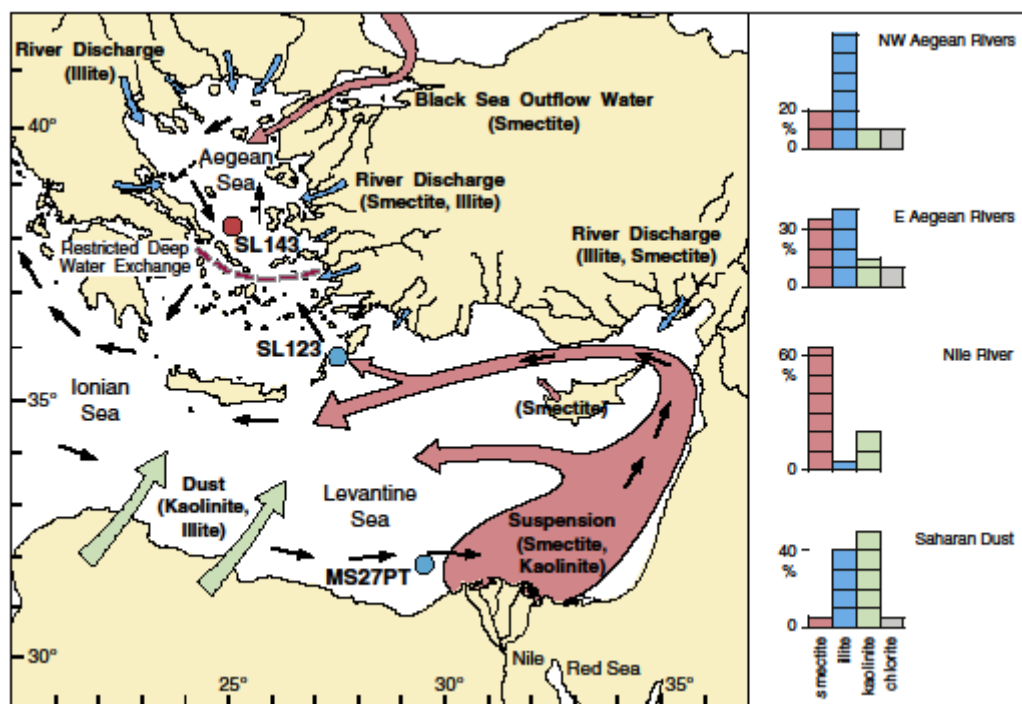 River Discharge
(Illite)
Black Sea Outflow Water
(Smectite)
40°
Aegean
Sea
River Discharge
(Smectite, Illite)
SL143
Restricted Deep
Water Exchange
River Discharge
(Illite, Smectite)
SL123
Ionian
Sea
35°
(Smectite)
Dust
(Kaolinite,
Illite)
Levantine
Sea
Suspension
(Smectite,
Kaolinite)
MS27PT
30°
25°
30°
35°
Nile
Red Sea
NW Aegean Rivers
20
%
0
E Aegean Rivers
30
%
0
Nile River
60
%
0
Saharan Dust
40
%
0
smectite
illite
kaolinite
chlorite